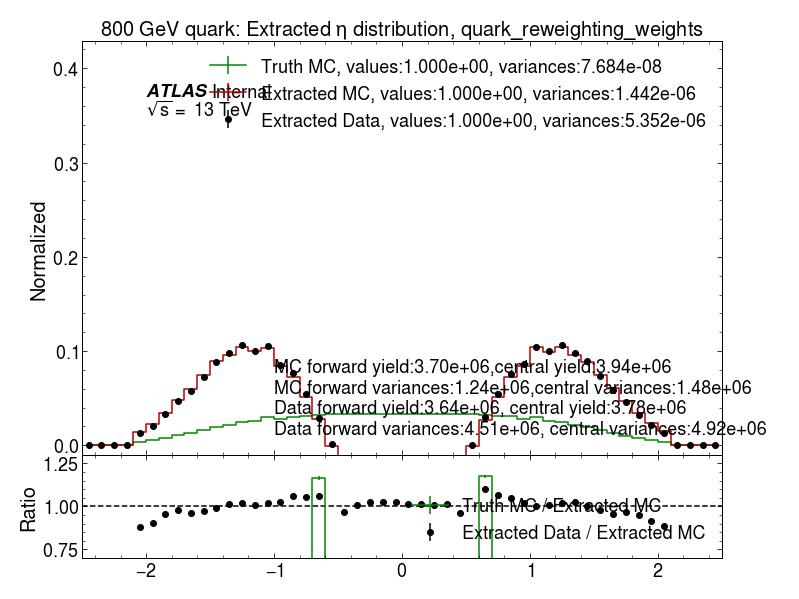 800 GeV quark: Extracted η distribution, quark_reweighting_weights
Normalized
0.4
0.3
0.2
0.1
0.0
Truth MC, values:1.000e+00, variances:7.684e-08
Extracted MC, values:1.000e+00, variances:1.442e-06
Extracted Data, values:1.000e+00, variances:5.352e-06
ATLAS Internal
√s = 13 TeV
MC forward yield:3.70e+06,central yield:3.94e+06
MC forward variances:1.24e+06,central variances:1.48e+06
Data forward yield:3.64e+06, central yield:3.78e+06
Data forward variances:4.51e+06, central variances:4.92e+06
Ratio
1.25
1.00
0.75
Truth MC / Extracted MC
Extracted Data / Extracted MC
−2 −1 0 1 2